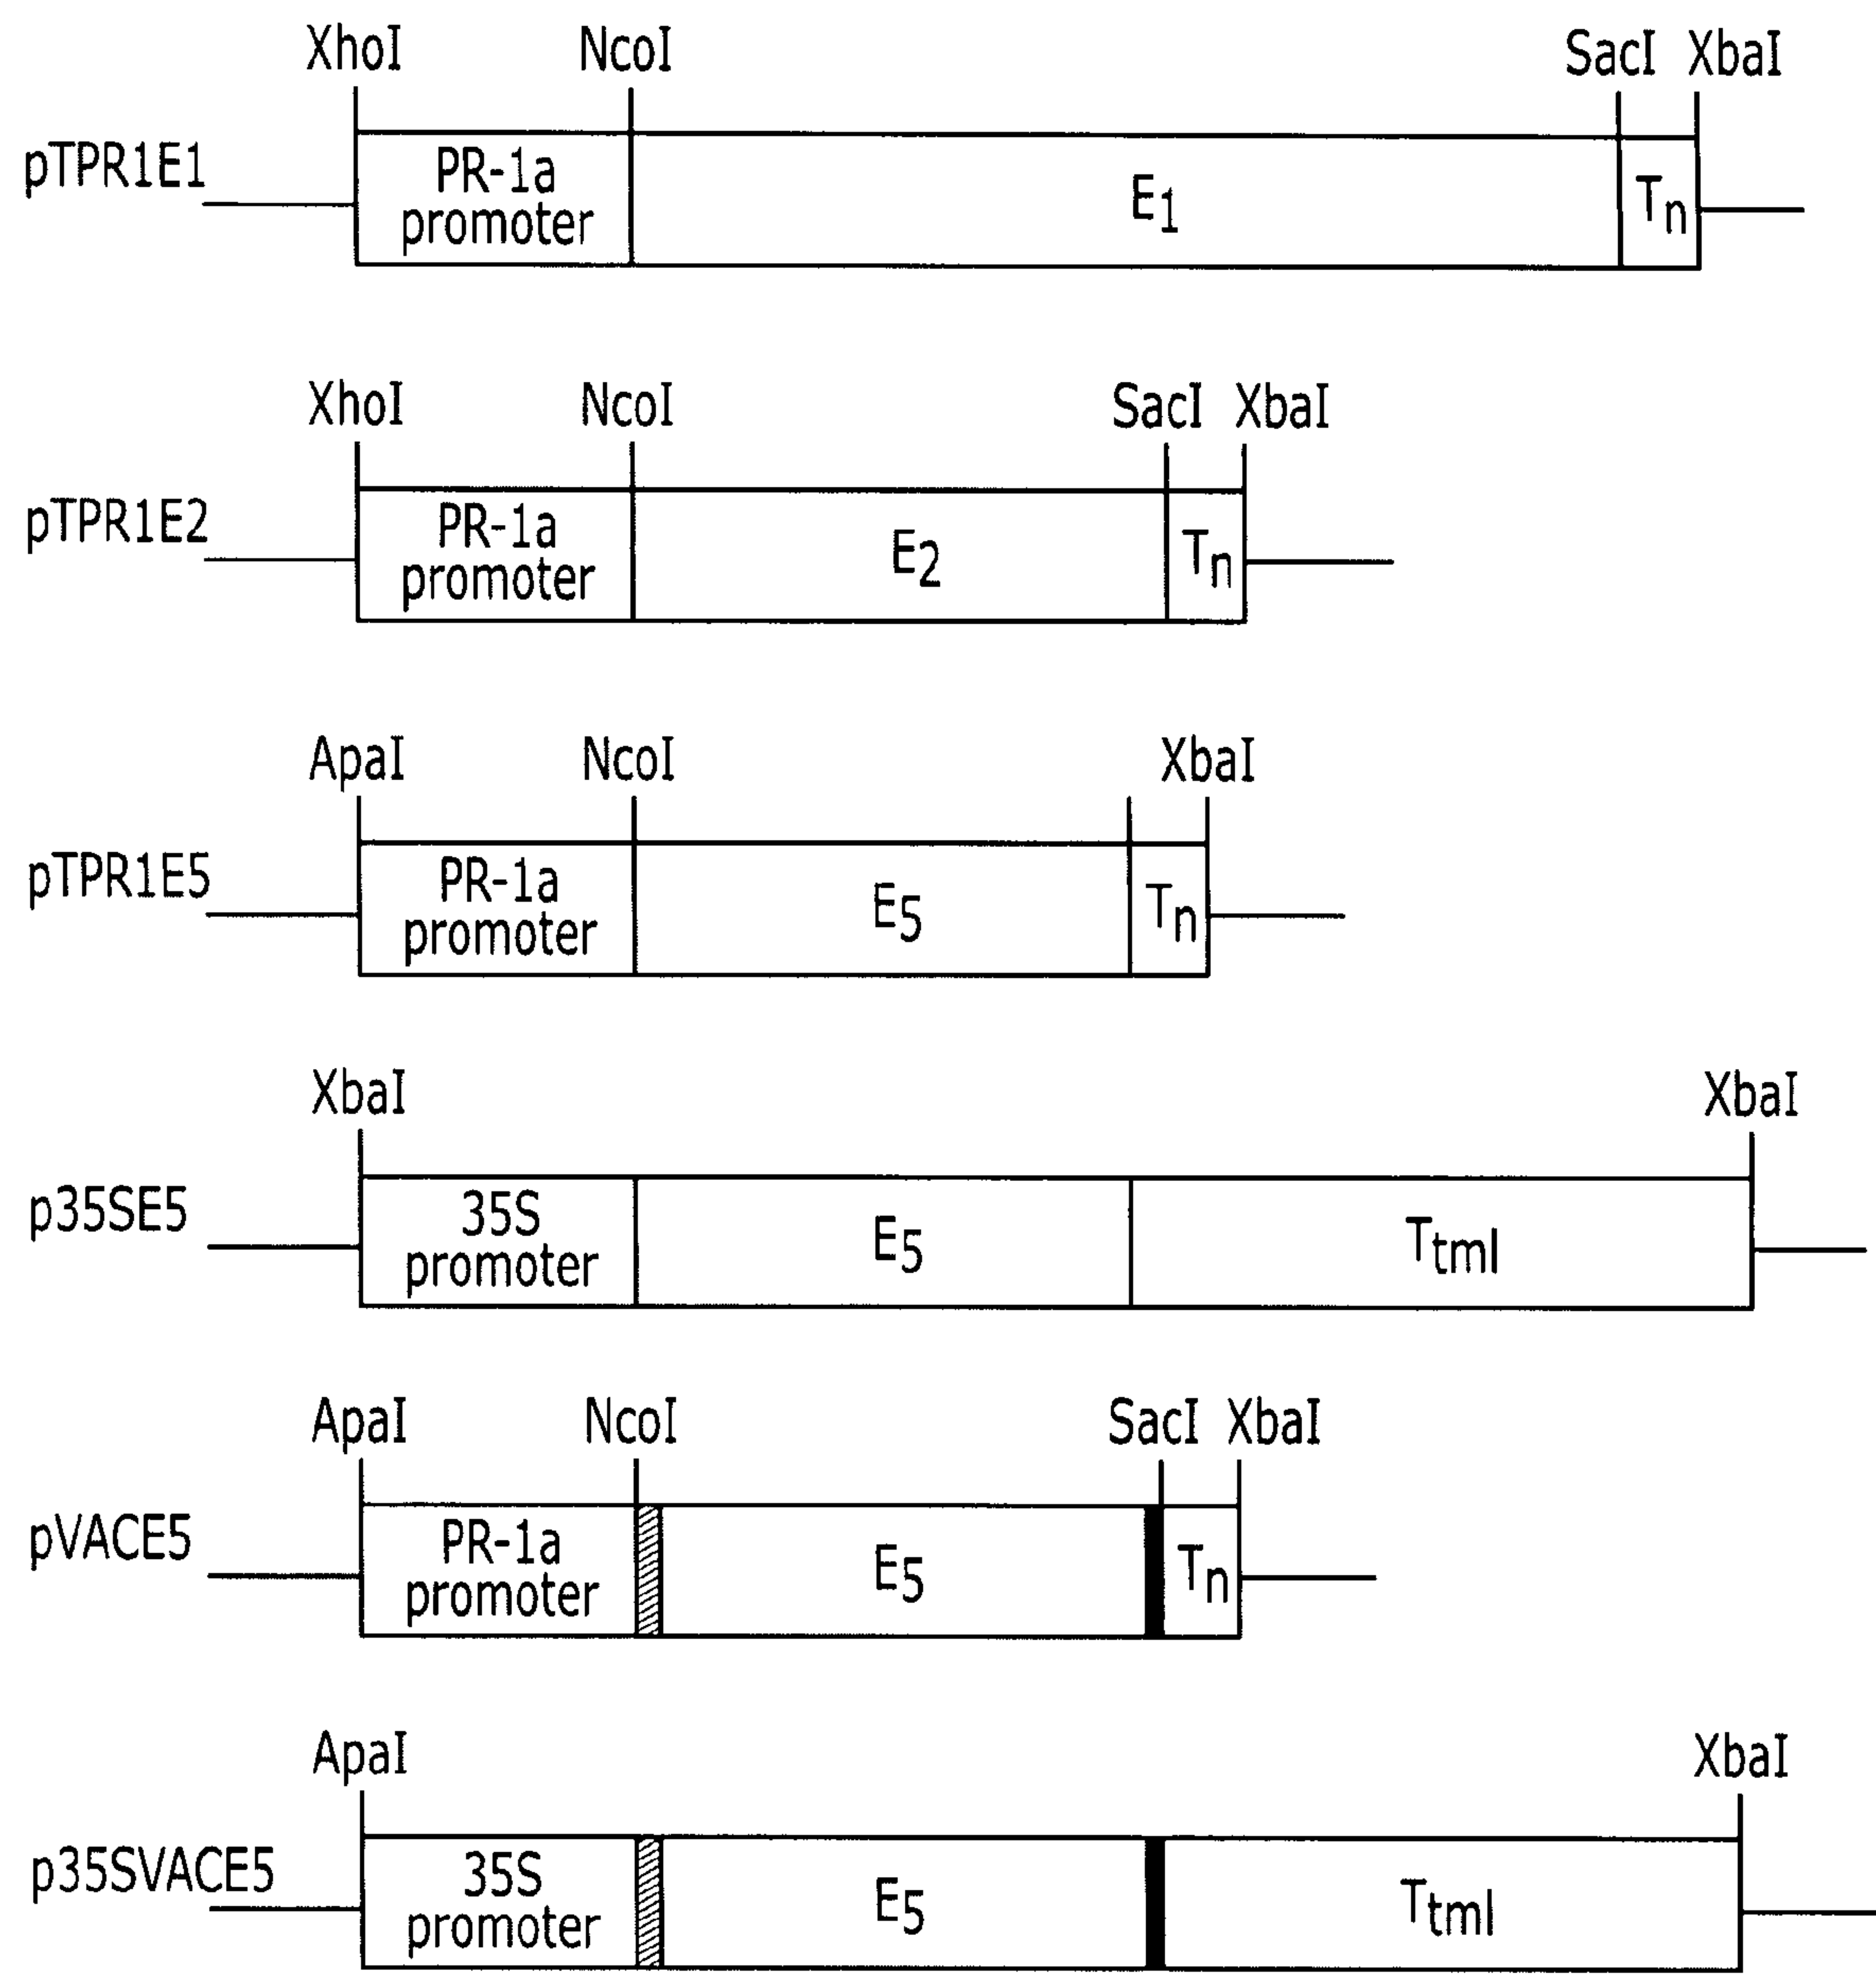 XhoI NcoI SacI XbaI
pTPR1E1
PR-1a
promoter
E1
Tn
XhoI NcoI SacI XbaI
pTPR1E2
PR-1a
promoter
E2
Tn
ApaI NcoI XbaI
pTPR1E5
PR-1a
promoter
E5
Tn
XbaI XbaI
p35SE5
35S
promoter
E5
Ttml
ApaI NcoI SacI XbaI
pVACE5
PR-1a
promoter
E5
Tn
ApaI XbaI
p35SVACE5
35S
promoter
E5
Ttml